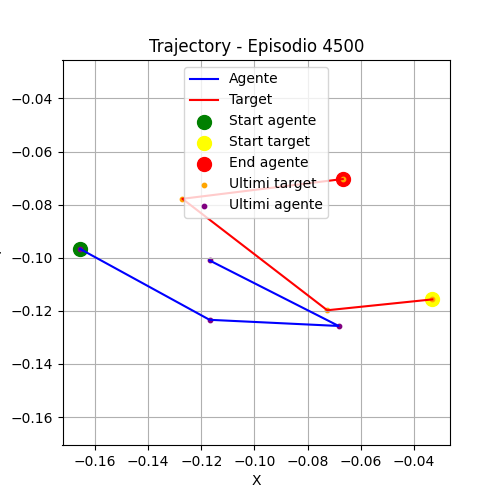 Trajectory - Episodio 4500
Agente
Target
Start agente
Start target
End agente
Ultimi target
Ultimi agente
−0.04
−0.06
−0.08
−0.10
−0.12
−0.14
−0.16
−0.16
−0.14
−0.12
−0.10
−0.08
−0.06
−0.04
X